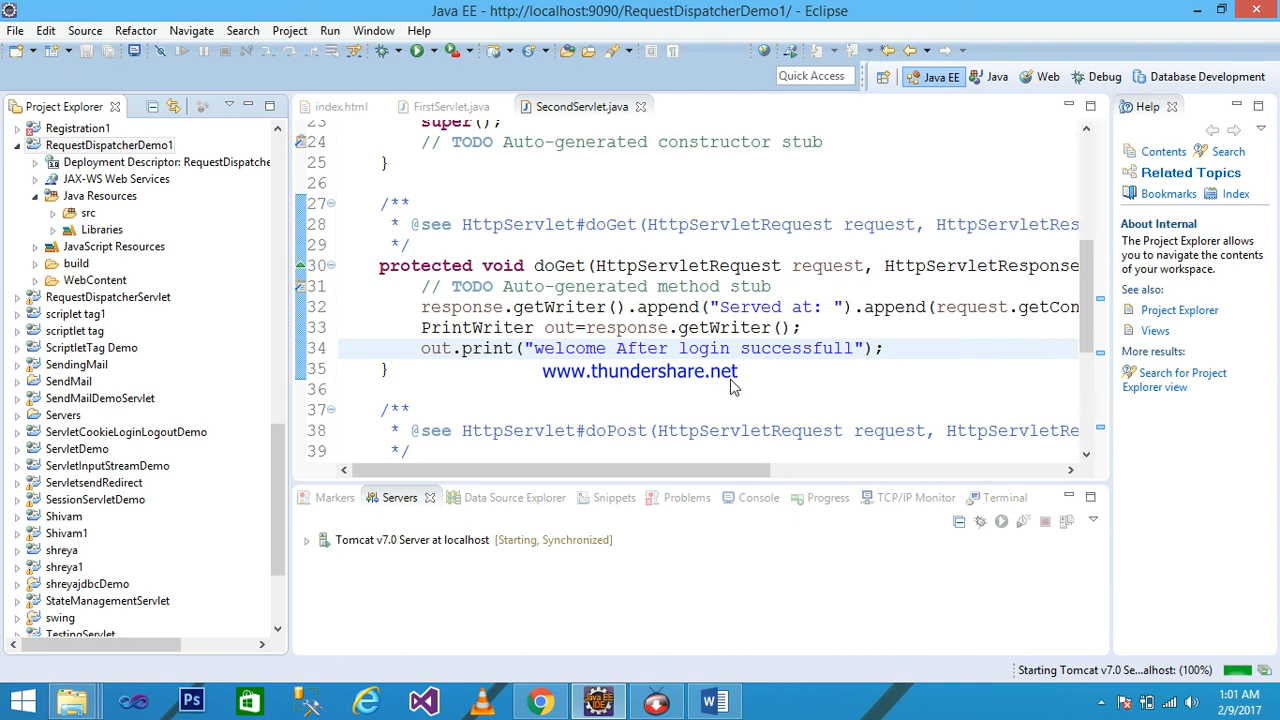 Java EE - http://localhost:9090/RequestDispatcherDemo1/ - Eclipse
File Edit Source Refactor Navigate Search Project Run Window Help
Quick Access
Java EE Java Web Debug Database Development
Project Explorer
Registration1
RequestDispatcherDemo1
Deployment Descriptor: RequestDispatche
JAX-WS Web Services
Java Resources
src
Libraries
JavaScript Resources
build
WebContent
RequestDispatcherServlet
scriplet tag1
scriptlet tag
ScriptletTag Demo
SendingMail
SendMail
SendMailDemoServlet
Servers
ServletCookieLoginLogoutDemo
ServletDemo
ServletInputStreamDemo
ServletsendRedirect
SessionServletDemo
Shivam
Shivam1
shreya
shreya1
shreyajdbcDemo
StateManagementServlet
swing
TestingServlet
index.html FirstServlet.java SecondServlet.java
23 super();
24 // TODO Auto-generated constructor stub
25 }
26
27 /**
28 * @see HttpServlet#doGet(HttpServletRequest request, HttpServletRes
29 */
30 protected void doGet(HttpServletRequest request, HttpServletResponse
31 // TODO Auto-generated method stub
32 response.getWriter().append("Served at: ").append(request.getCon
33 PrintWriter out=response.getWriter();
34 out.print("welcome After login successfull");
35 }
www.thundershare.net
36
37 /**
38 * @see HttpServlet#doPost(HttpServletRequest request, HttpServletRe
39 */
Markers Servers Data Source Explorer Snippets Problems Console Progress TCP/IP Monitor Terminal
Tomcat v7.0 Server at localhost [Starting, Synchronized]
Help
Contents Search
Related Topics
Bookmarks Index
About Internal
The Project Explorer allows
you to navigate the contents
of your workspace.
See also:
Project Explorer
Views
More results:
Search for Project
Explorer view
Starting Tomcat v7.0 Se...alhost: (100%)
Ps
Java EE
IDE
W
1:01 AM
2/9/2017